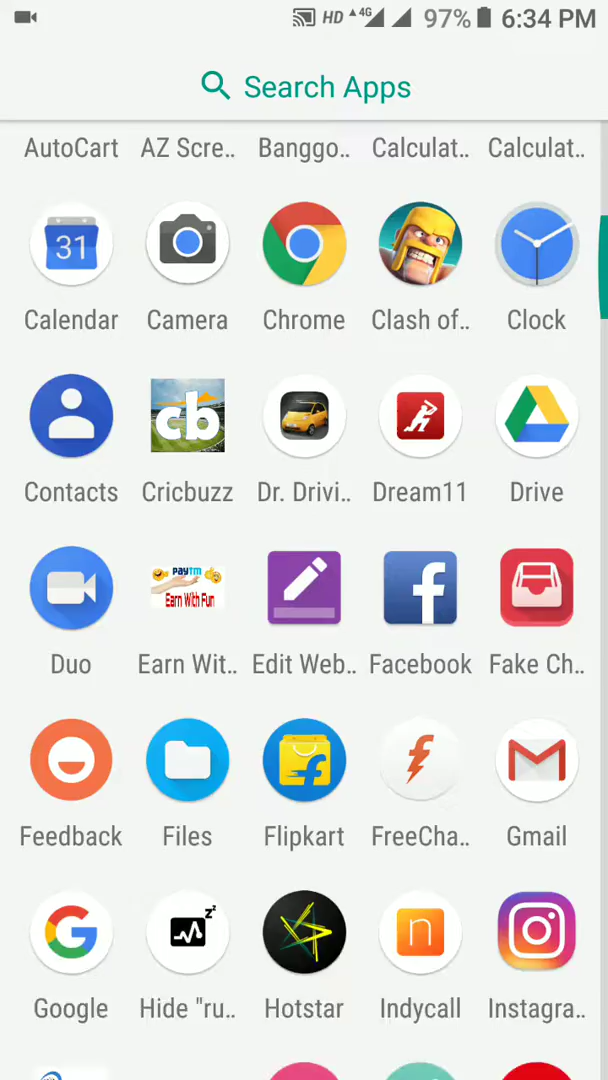 HD 4G 97% 6:34 PM
Search Apps
AutoCart AZ Scre.. Banggo.. Calculat.. Calculat..
31
Calendar Camera Chrome Clash of.. Clock
cb
Contacts Cricbuzz Dr. Drivi.. Dream11 Drive
paytm
Earn With Fun
f
Duo Earn Wit.. Edit Web.. Facebook Fake Ch..
f f M
Feedback Files Flipkart FreeCha.. Gmail
G z z n
Google Hide "ru.. Hotstar Indycall Instagra..